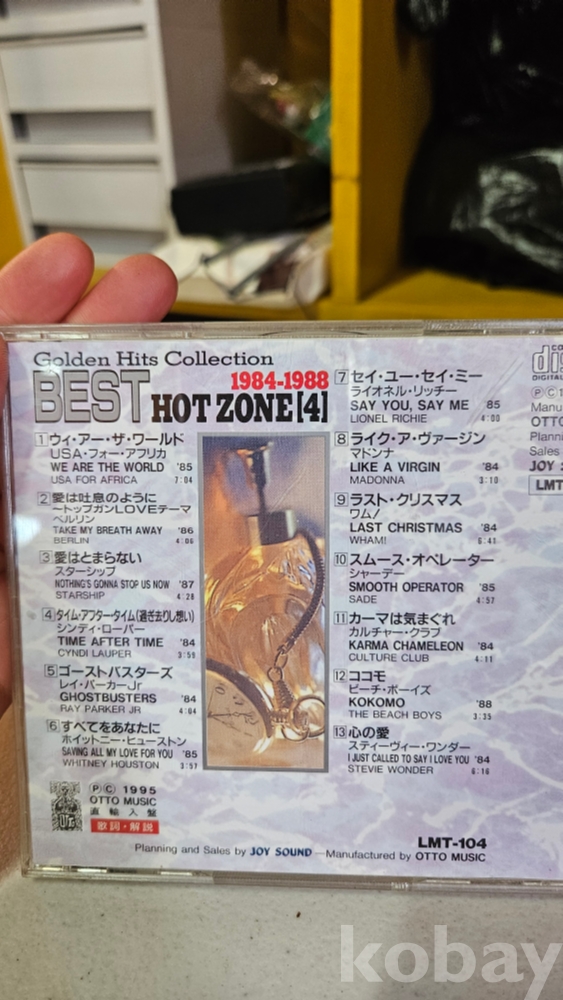 Golden Hits Collection
BEST 1984-1988
HOT ZONE[4]
1 ウィ・アー・ザ・ワールド
USA・フォー・アフリカ
WE ARE THE WORLD '85
USA FOR AFRICA 7:04
2 愛は吐息のように
〜トップガンLOVEテーマ
ベルリン
TAKE MY BREATH AWAY '86
BERLIN 4:06
3 愛はとまらない
スターシップ
NOTHING'S GONNA STOP US NOW '87
STARSHIP 4:28
4 タイム・アフター・タイム(過ぎ去りし想い)
シンディ・ローパー
TIME AFTER TIME '84
CYNDI LAUPER 3:59
5 ゴーストバスターズ
レイ・パーカーJr
GHOSTBUSTERS '84
RAY PARKER JR 4:04
6 すべてをあなたに
ホイットニー・ヒューストン
SAVING ALL MY LOVE FOR YOU '85
WHITNEY HOUSTON 3:57
7 セイ・ユー・セイ・ミー
ライオネル・リッチー
SAY YOU, SAY ME 85
LIONEL RICHIE 4:00
8 ライク・ア・ヴァージン
マドンナ
LIKE A VIRGIN '84
MADONNA 3:10
9 ラスト・クリスマス
ワム!
LAST CHRISTMAS '84
WHAM! 6:41
10 スムース・オペレーター
シャーデー
SMOOTH OPERATOR '85
SADE 4:57
11 カーマは気まぐれ
カルチャー・クラブ
KARMA CHAMELEON '84
CULTURE CLUB 4:11
12 ココモ
ビーチ・ボーイズ
KOKOMO '88
THE BEACH BOYS 3:35
13 心の愛
スティーヴィー・ワンダー
I JUST CALLED TO SAY I LOVE YOU '84
STEVIE WONDER 6:16
ⓅⒸ 1995
OTTO MUSIC
直輸入盤
歌詞・解説
LMT-104
Planning and Sales by JOY SOUND—Manufactured by OTTO MUSIC
DIGITAL
Manu
OTTO
Plannin
Sales
JOY
LMT
kobay